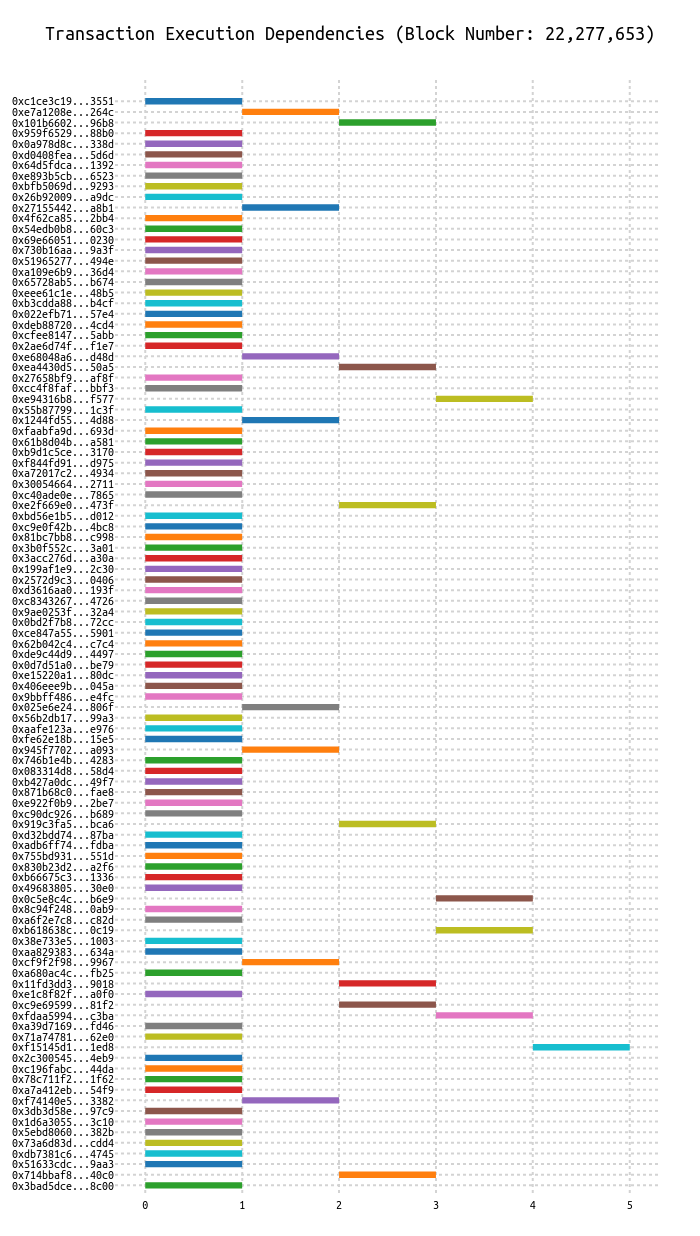 Transaction Execution Dependencies (Block Number: 22,277,653)
0xc1ce3c19...3551
0xe7a1208e...264c
0x101b6602...96b8
0x959f6529...88b0
0x0a978d8c...338d
0xd0408fea...5d6d
0x64d5fdca...1392
0xe893b5cb...6523
0xbfb5069d...9293
0x26b92009...a9dc
0x27155442...a8b1
0x4f62ca85...2bb4
0x54edb0b8...60c3
0x69e66051...0230
0x730b16aa...9a3f
0x51965277...494e
0xa109e6b9...36d4
0x65728ab5...b674
0xeee61c1e...48b5
0xb3cdda88...b4cf
0x022efb71...57e4
0xdeb88720...4cd4
0xcfee8147...5abb
0x2ae6d74f...f1e7
0xe68048a6...d48d
0xea4430d5...50a5
0x27658bf9...af8f
0xcc4f8faf...bbf3
0xe94316b8...f577
0x55b87799...1c3f
0x1244fd55...4d88
0xfaabfa9d...693d
0x61b8d04b...a581
0xb9d1c5ce...3170
0xf844fd91...d975
0xa72017c2...4934
0x30054664...2711
0xc40ade0e...7865
0xe2f669e0...473f
0xbd56e1b5...d012
0xc9e0f42b...4bc8
0x81bc7bb8...c998
0x3b0f552c...3a01
0x3acc276d...a30a
0x199af1e9...2c30
0x2572d9c3...0406
0xd3616aa0...193f
0xc8343267...4726
0x9ae0253f...32a4
0x0bd2f7b8...72cc
0xce847a55...5901
0x62b042c4...c7c4
0xde9c44d9...4497
0x0d7d51a0...be79
0xe15220a1...80dc
0x406eee9b...045a
0x9bbff486...e4fc
0x025e6e24...806f
0x56b2db17...99a3
0xaafe123a...e976
0xfe62e18b...15e5
0x945f7702...a093
0x746b1e4b...4283
0x083314d8...58d4
0xb427a0dc...49f7
0x871b68c0...fae8
0xe922f0b9...2be7
0xc90dc926...b689
0x919c3fa5...bca6
0xd32bdd74...87ba
0xadb6ff74...fdba
0x755bd931...551d
0x830b23d2...a2f6
0xb66675c3...1336
0x49683805...30e0
0x0c5e8c4c...b6e9
0x8c94f248...0ab9
0xa6f2e7c8...c82d
0xb618638c...0c19
0x38e733e5...1003
0xaa829383...634a
0xcf9f2f98...9967
0xa680ac4c...fb25
0x11fd3dd3...9018
0xe1c8f82f...a0f0
0xc9e69599...81f2
0xfdaa5994...c3ba
0xa39d7169...fd46
0x71a74781...62e0
0xf15145d1...1ed8
0x2c300545...4eb9
0xc196fabc...44da
0x78c711f2...1f62
0xa7a412eb...54f9
0xf74140e5...3382
0x3db3d58e...97c9
0x1d6a3055...3c10
0x5ebd8060...382b
0x73a6d83d...cdd4
0xdb7381c6...4745
0x51633cdc...9aa3
0x714bbaf8...40c0
0x3bad5dce...8c00
0 1 2 3 4 5